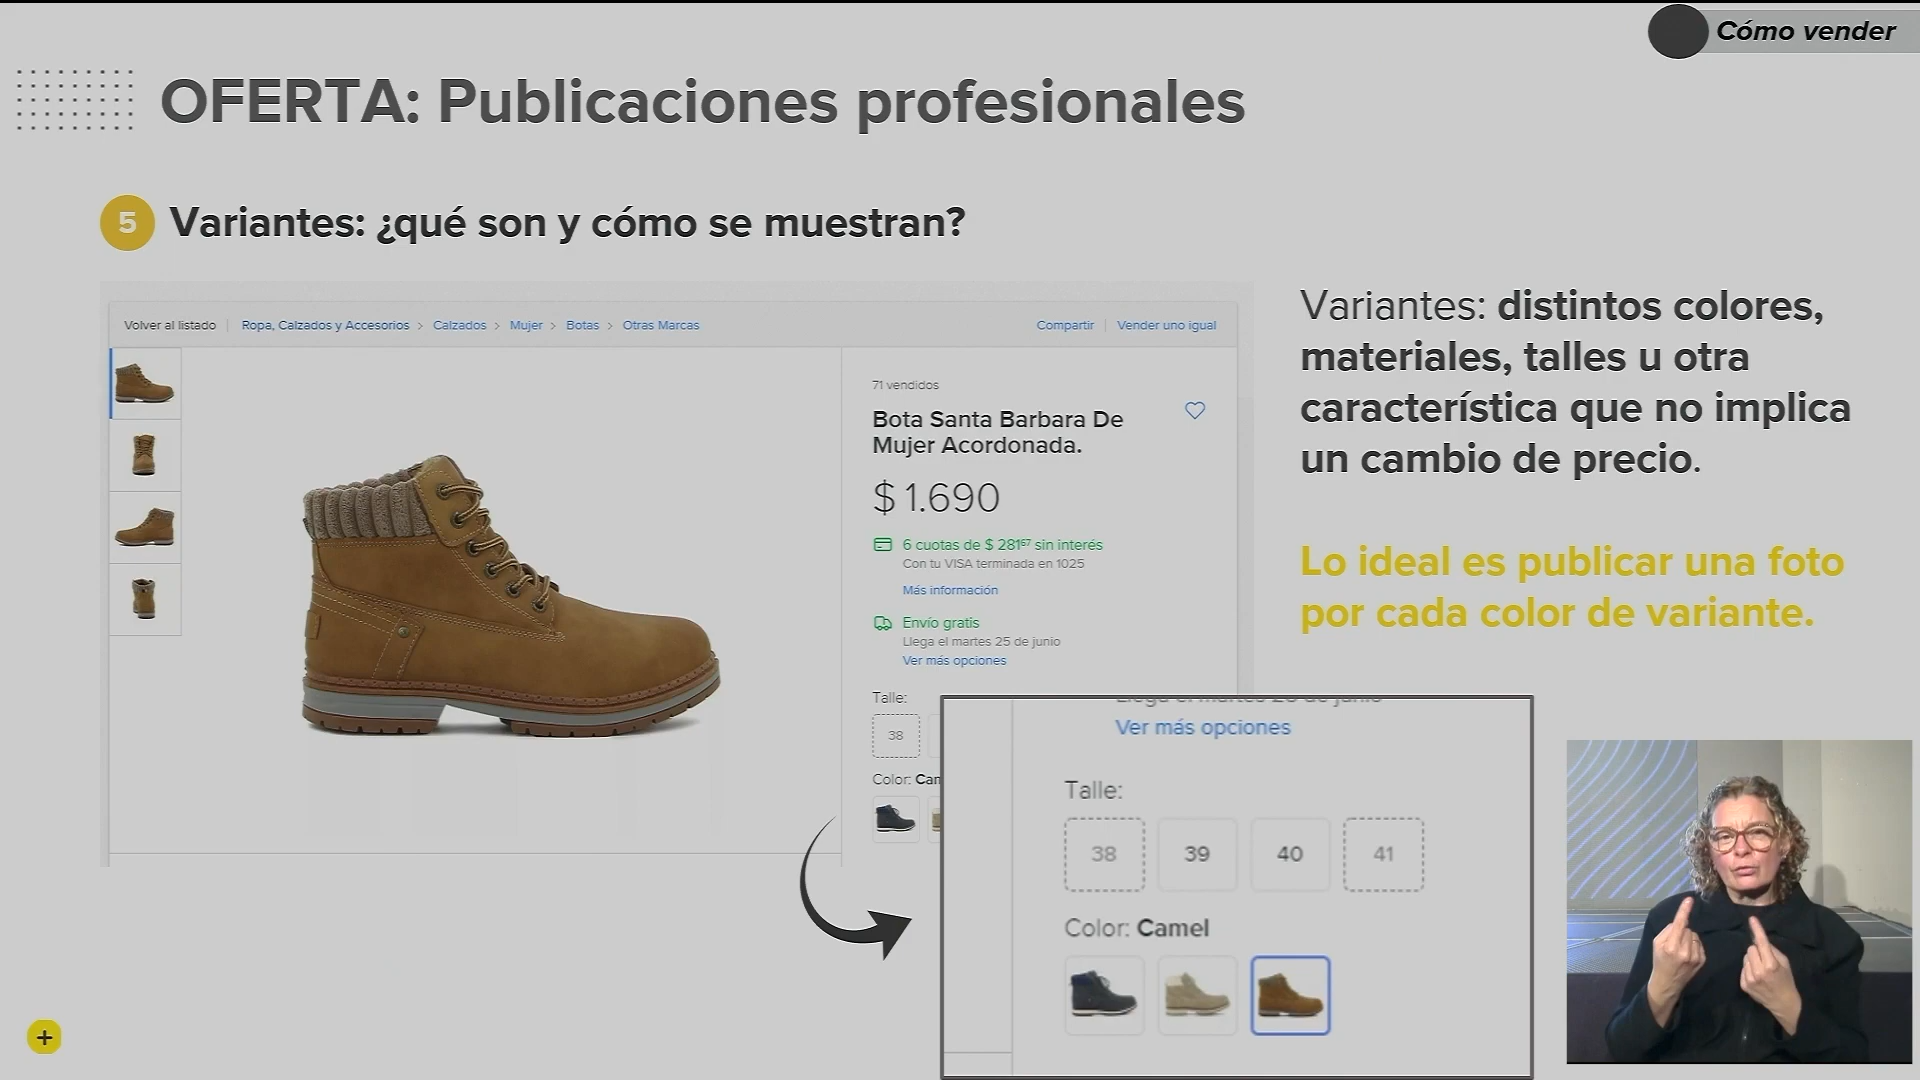 Cómo vender
OFERTA: Publicaciones profesionales
5 Variantes: ¿qué son y cómo se muestran?
Volver al listado | Ropa, Calzados y Accesorios > Calzados > Mujer > Botas > Otras Marcas
Compartir | Vender uno igual
71 vendidos
Bota Santa Barbara De
Mujer Acordonada.
$ 1.690
6 cuotas de $ 281⁶⁷ sin interés
Con tu VISA terminada en 1025
Más información
Envío gratis
Llega el martes 25 de junio
Ver más opciones
Talle:
38
Color: Cam
Ver más opciones
Talle:
38 39 40 41
Color: Camel
Variantes: distintos colores,
materiales, talles u otra
característica que no implica
un cambio de precio.
Lo ideal es publicar una foto
por cada color de variante.
+